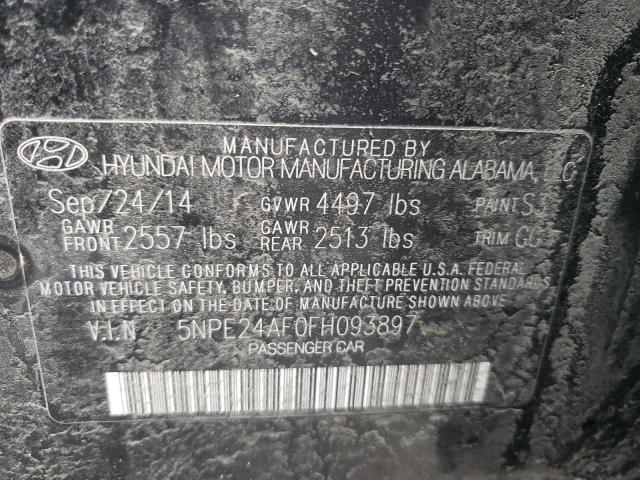 MANUFACTURED BY
HYUNDAI MOTOR MANUFACTURING ALABAMA,
Sep/24/14 GVWR 4497 lbs PAINT
GAWR FRONT 2557 lbs GAWR REAR 2513 lbs TRIM GG
THIS VEHICLE CONFORMS TO ALL APPLICABLE U.S.A. FEDERAL
MOTOR VEHICLE SAFETY, BUMPER, AND THEFT PREVENTION STANDARDS
IN EFFECT ON THE DATE OF MANUFACTURE SHOWN ABOVE
V.I.N 5NPE24AF0FH093897
PASSENGER CAR